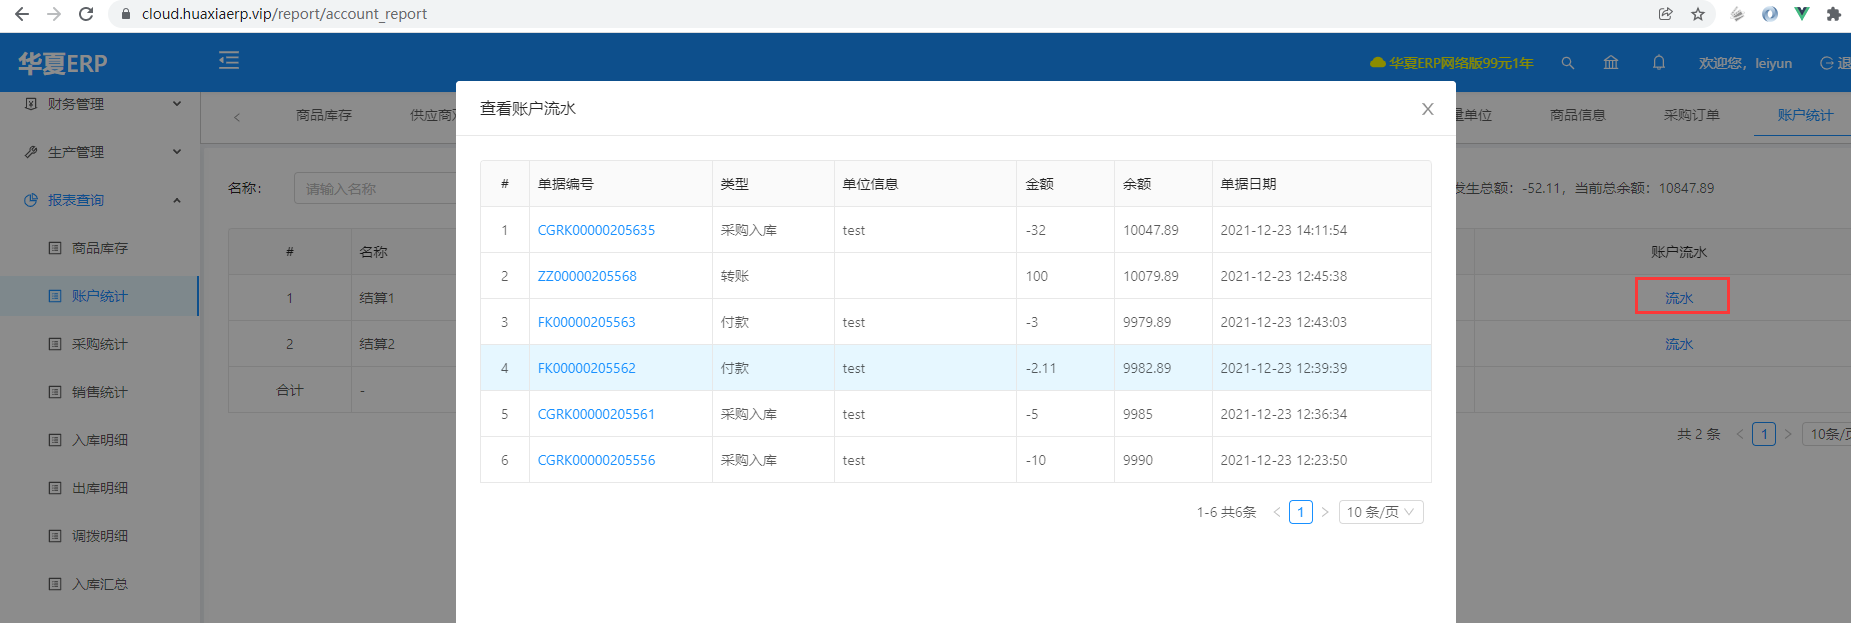 cloud.huaxiaerp.vip/report/account_report
华夏ERP
华夏ERP网络版99元1年
欢迎您，leiyun
财务管理
生产管理
报表查询
商品库存
账户统计
采购统计
销售统计
入库明细
出库明细
调拨明细
入库汇总
商品库存
供应商
单位
商品信息
采购订单
账户统计
名称：
请输入名称
发生总额：-52.11，当前总余额：10847.89
# 名称 账户流水
1 结算1 流水
2 结算2 流水
合计 -
共 2 条 < 1 > 10条/页
查看账户流水
# 单据编号 类型 单位信息 金额 余额 单据日期
1 CGRK00000205635 采购入库 test -32 10047.89 2021-12-23 14:11:54
2 ZZ00000205568 转账 100 10079.89 2021-12-23 12:45:38
3 FK00000205563 付款 test -3 9979.89 2021-12-23 12:43:03
4 FK00000205562 付款 test -2.11 9982.89 2021-12-23 12:39:39
5 CGRK00000205561 采购入库 test -5 9985 2021-12-23 12:36:34
6 CGRK00000205556 采购入库 test -10 9990 2021-12-23 12:23:50
1-6 共6条 < 1 > 10 条/页